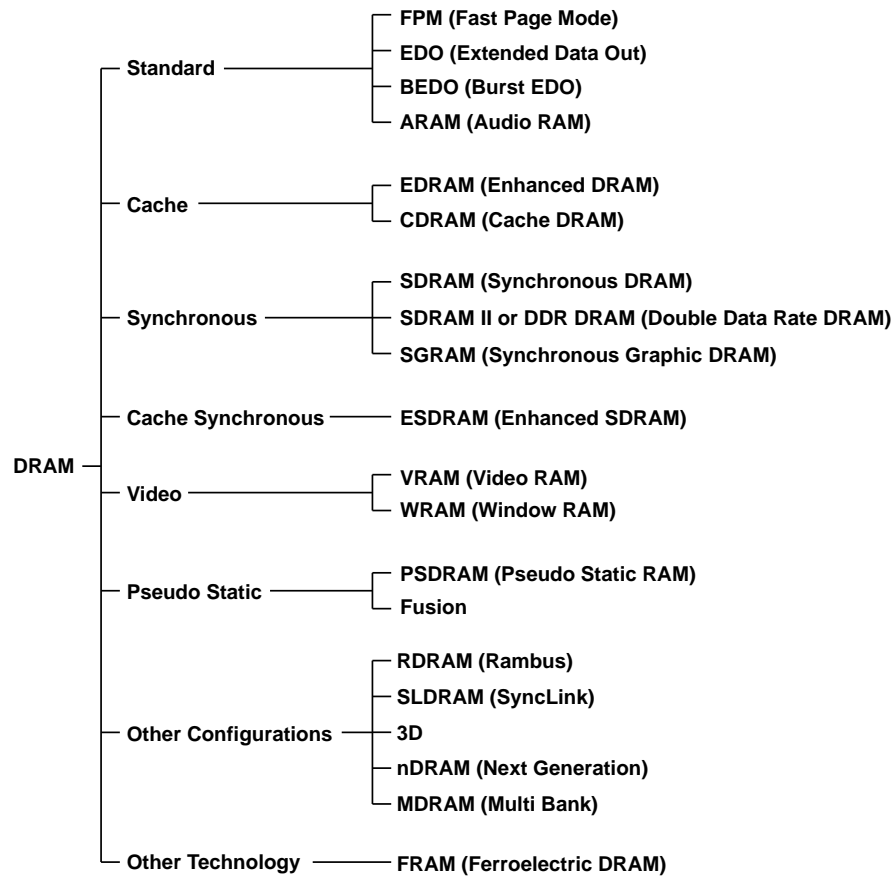 FPM (Fast Page Mode)
EDO (Extended Data Out)
Standard
BEDO (Burst EDO)
ARAM (Audio RAM)
EDRAM (Enhanced DRAM)
Cache
CDRAM (Cache DRAM)
SDRAM (Synchronous DRAM)
Synchronous
SDRAM II or DDR DRAM (Double Data Rate DRAM)
SGRAM (Synchronous Graphic DRAM)
Cache Synchronous
ESDRAM (Enhanced SDRAM)
DRAM
VRAM (Video RAM)
Video
WRAM (Window RAM)
PSDRAM (Pseudo Static RAM)
Pseudo Static
Fusion
RDRAM (Rambus)
SLDRAM (SyncLink)
Other Configurations
3D
nDRAM (Next Generation)
MDRAM (Multi Bank)
Other Technology
FRAM (Ferroelectric DRAM)